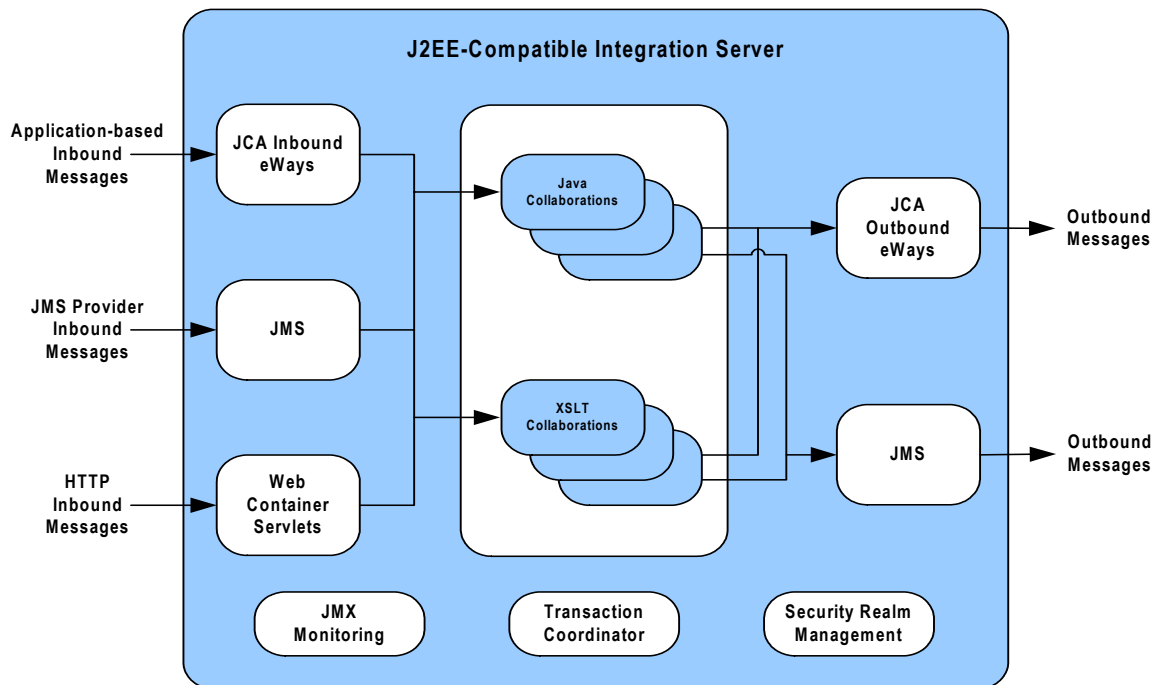 J2EE-Compatible Integration Server
Application-based
Inbound
Messages
JCA Inbound
eWays
Java
Collaborations
JCA
Outbound
eWays
Outbound
Messages
JMS Provider
Inbound
Messages
JMS
XSLT
Collaborations
JMS
Outbound
Messages
HTTP
Inbound
Messages
Web
Container
Servlets
JMX
Monitoring
Transaction
Coordinator
Security Realm
Management